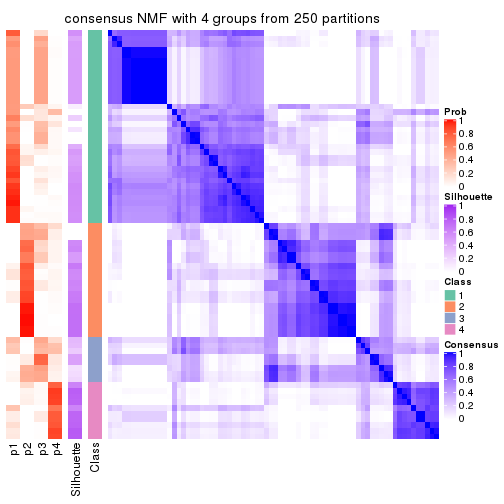 consensus NMF with 4 groups from 250 partitions
Prob
1
0.8
0.6
0.4
0.2
0
Silhouette
1
0.8
0.6
0.4
0.2
0
Class
1
2
3
4
Consensus
1
0.8
0.6
0.4
0.2
0
p1
p2
p3
p4
Silhouette
Class